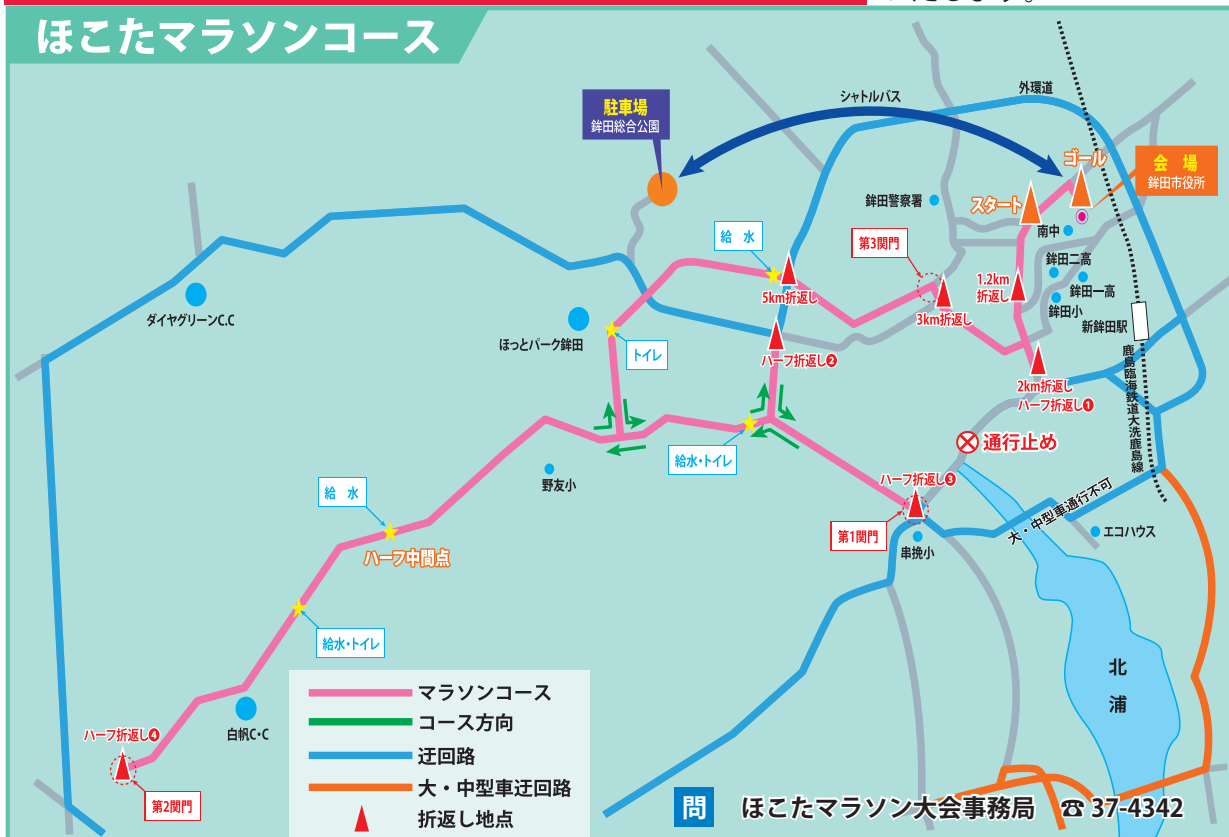 たします。
ほこたマラソンコース
駐車場
鉾田総合公園
シャトルバス
外環道
ゴール
会　場
鉾田市役所
スタート
鉾田警察署
南中
給　水
第3関門
鉾田二高
1.2km
折返し
鉾田一高
5km折返し
3km折返し
鉾田小
新鉾田駅
ダイヤグリーンC.C
ほっとパーク鉾田
トイレ
ハーフ折返し❷
2km折返し
ハーフ折返し❶
鹿島臨海鉄道大洗鹿島線
通行止め
給水・トイレ
ハーフ折返し❸
野友小
給　水
第1関門
大・中型車通行不可
エコハウス
串挽小
ハーフ中間点
給水・トイレ
北浦
白帆C・C
ハーフ折返し❹
第2関門
マラソンコース
コース方向
迂回路
大・中型車迂回路
折返し地点
問　ほこたマラソン大会事務局　☎ 37-4342